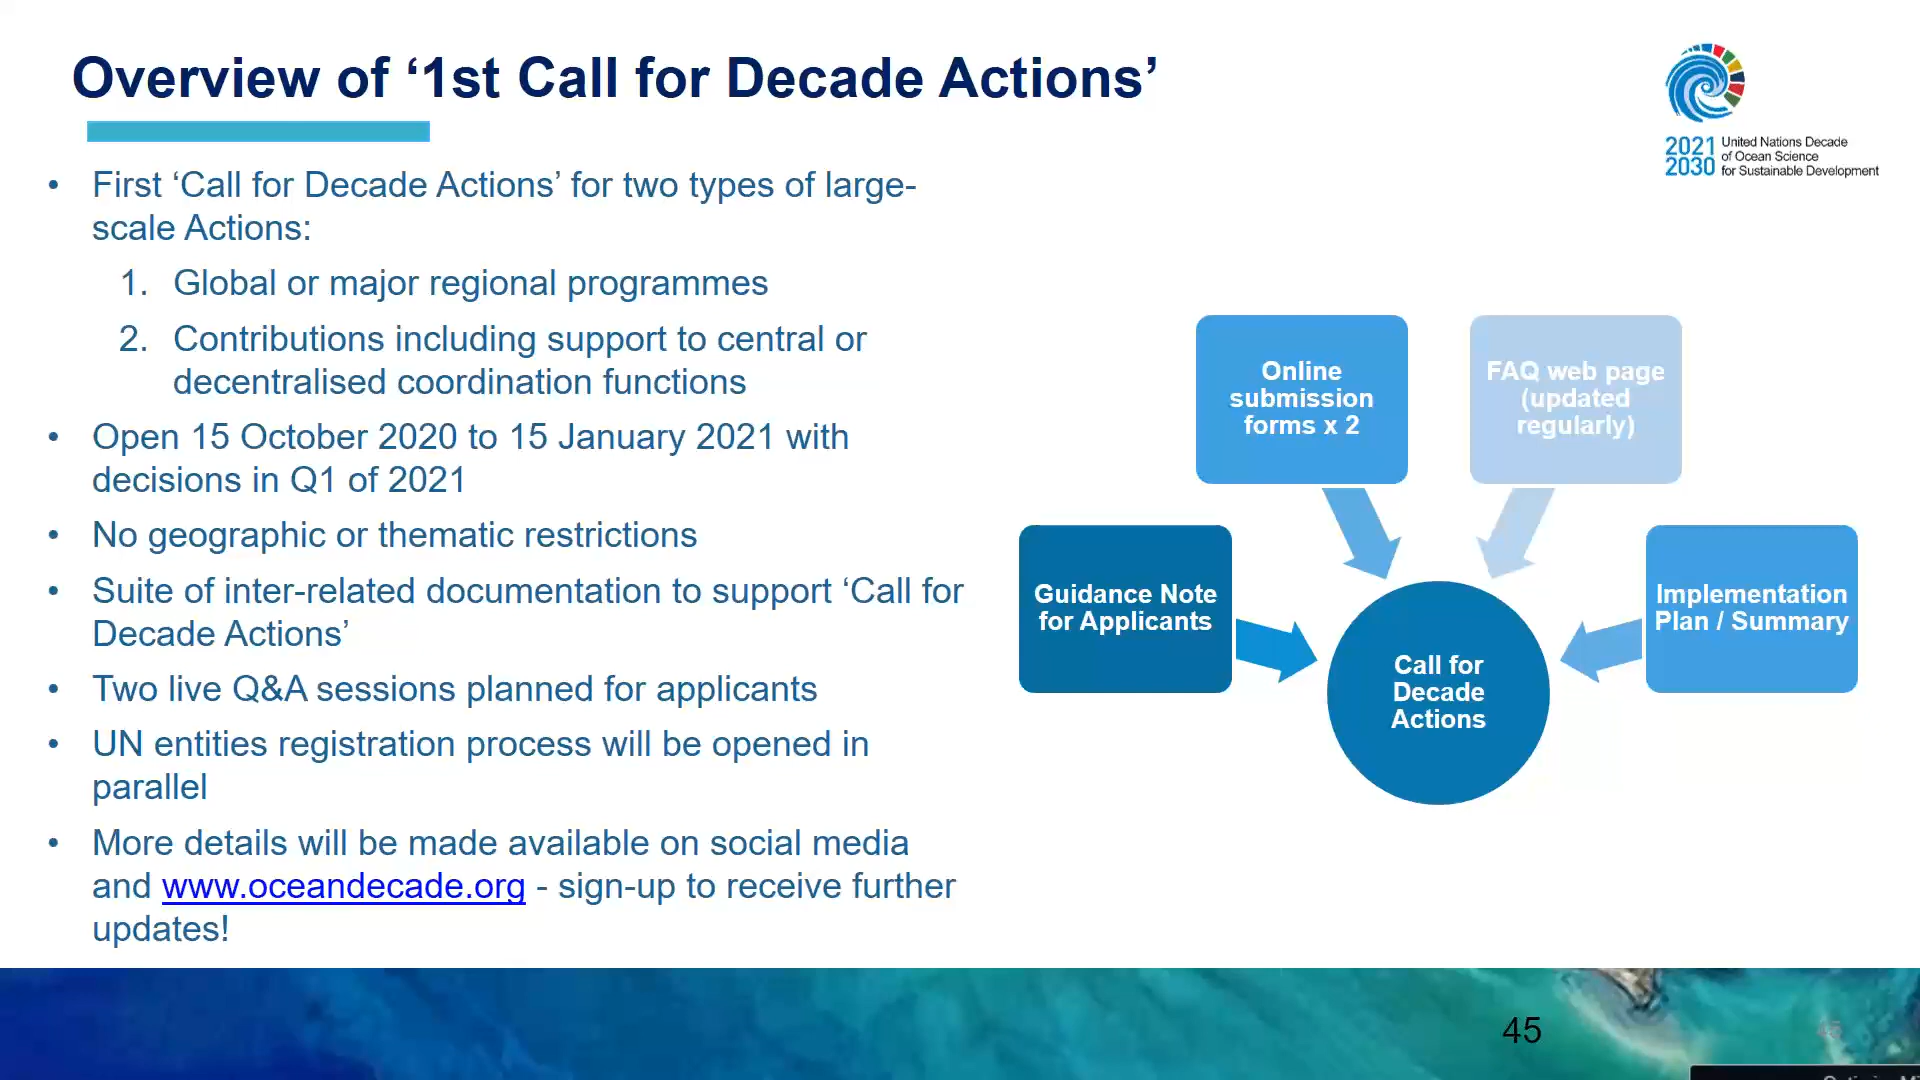 Overview of ‘1st Call for Decade Actions’
2021 United Nations Decade
of Ocean Science
2030 for Sustainable Development
• First ‘Call for Decade Actions’ for two types of large-
scale Actions:
1. Global or major regional programmes
2. Contributions including support to central or
decentralised coordination functions
• Open 15 October 2020 to 15 January 2021 with
decisions in Q1 of 2021
• No geographic or thematic restrictions
• Suite of inter-related documentation to support ‘Call for
Decade Actions’
• Two live Q&A sessions planned for applicants
• UN entities registration process will be opened in
parallel
• More details will be made available on social media
and www.oceandecade.org - sign-up to receive further
updates!
Guidance Note
for Applicants
Online
submission
forms x 2
FAQ web page
(updated
regularly)
Implementation
Plan / Summary
Call for
Decade
Actions
45
45